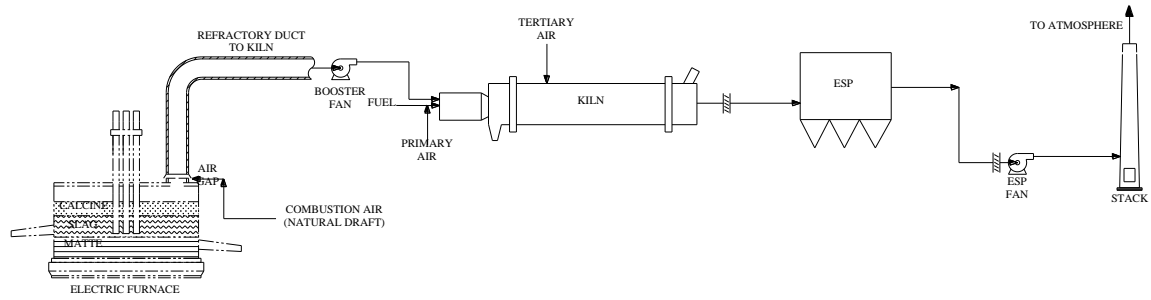 TO ATMOSPHERE
TERTIARY
AIR
REFRACTORY DUCT
TO KILN
ESP
BOOSTER
FAN
FUEL
KILN
PRIMARY
AIR
AIR
GAP
CALCINE
COMBUSTION AIR
(NATURAL DRAFT)
SLAG
MATTE
ESP
FAN
STACK
ELECTRIC FURNACE